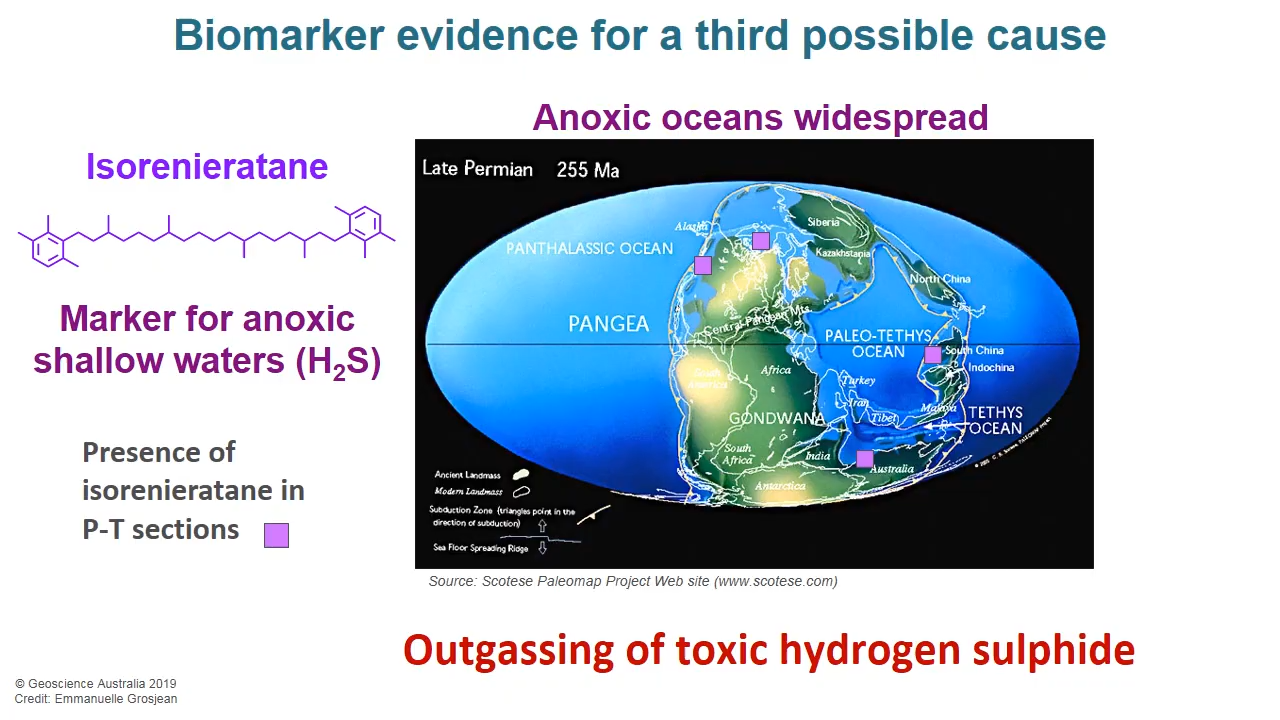 Biomarker evidence for a third possible cause
Anoxic oceans widespread
Isorenieratane
Marker for anoxic
shallow waters (H₂S)
Presence of
isorenieratane in
P-T sections
Late Permian 255 Ma
Alaska
Siberia
PANTHALASSIC OCEAN
Kazakhstania
North China
PANGEA
Central Pangean Mts.
PALEO-TETHYS
OCEAN
South China
Indochina
South
America
Africa
Turkey
Iran
Tibet
Malaya
GONDWANA
TETHYS
OCEAN
South
Africa
India
Australia
Antarctica
Ancient Landmass
Modern Landmass
Subduction Zone (triangles point in the
direction of subduction)
Sea Floor Spreading Ridge
Source: Scotese Paleomap Project Web site (www.scotese.com)
Outgassing of toxic hydrogen sulphide
© Geoscience Australia 2019
Credit: Emmanuelle Grosjean